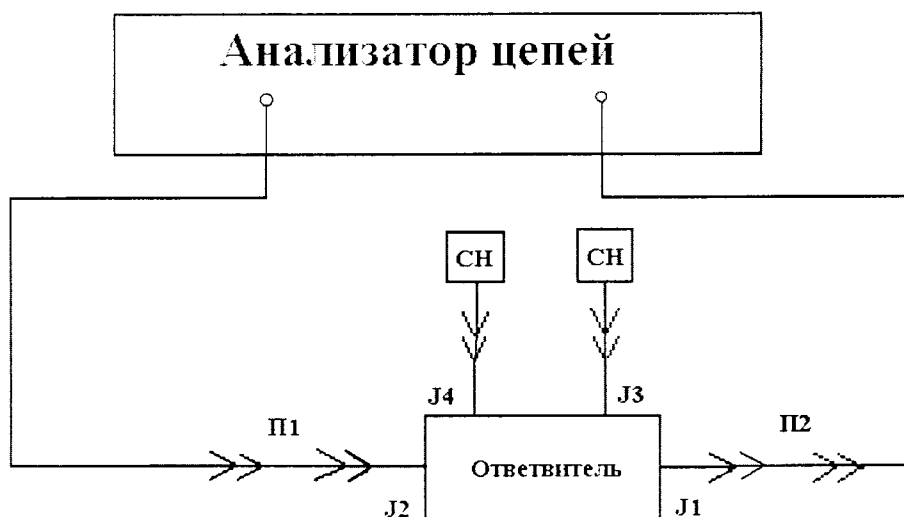 Анализатор цепей
СН
СН
J4
J3
П1
П2
Ответвитель
J2
J1